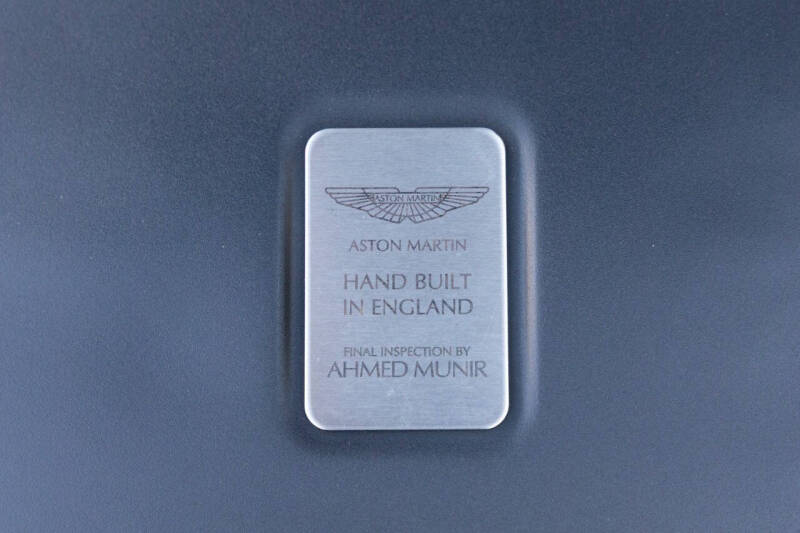 ASTON MARTIN
ASTON MARTIN
HAND BUILT
IN ENGLAND
FINAL INSPECTION BY
AHMED MUNIR